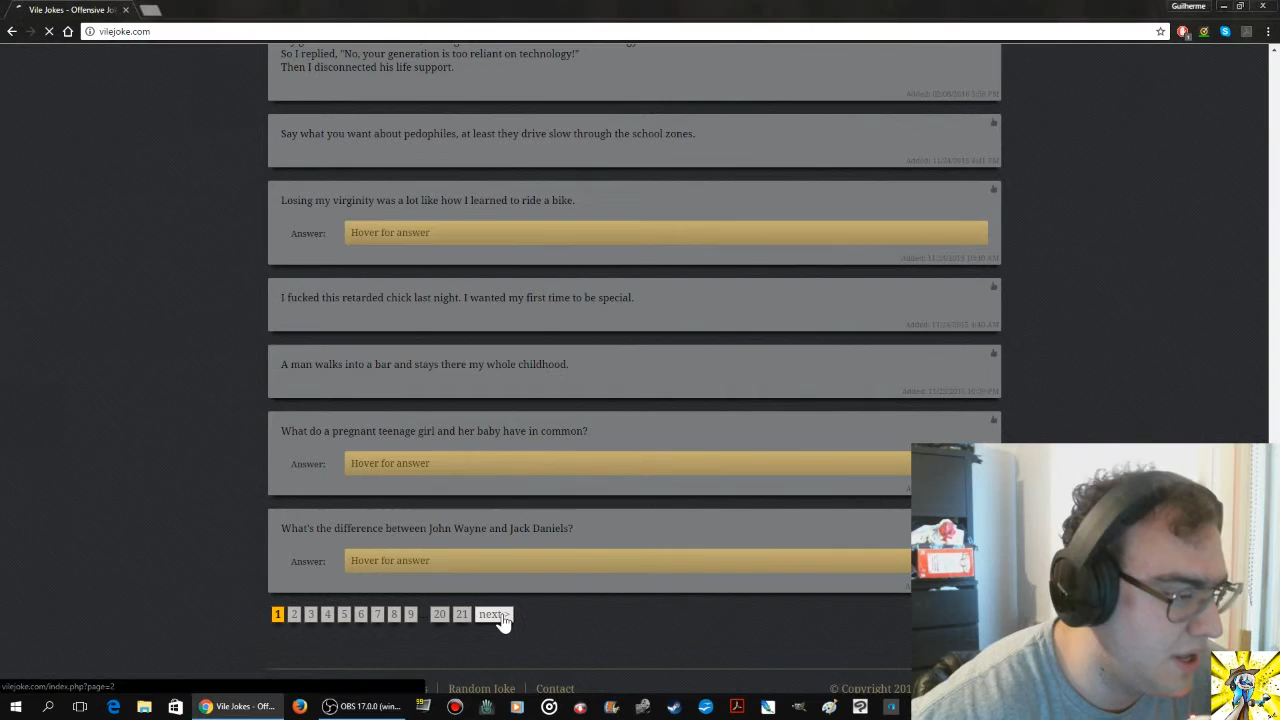 Vile Jokes - Offensive Jo
Guilherme
vilejoke.com
So I replied, "No, your generation is too reliant on technology!"
Then I disconnected his life support.
Say what you want about pedophiles, at least they drive slow through the school zones.
Losing my virginity was a lot like how I learned to ride a bike.
Answer: Hover for answer
I fucked this retarded chick last night. I wanted my first time to be special.
A man walks into a bar and stays there my whole childhood.
What do a pregnant teenage girl and her baby have in common?
Answer: Hover for answer
What's the difference between John Wayne and Jack Daniels?
Answer: Hover for answer
1 2 3 4 5 6 7 8 9 ... 20 21 next >
vilejoke.com/index.php?page=2
Random Joke Contact
© Copyright 201
Vile Jokes - Off...
OBS 17.0.0 (win...